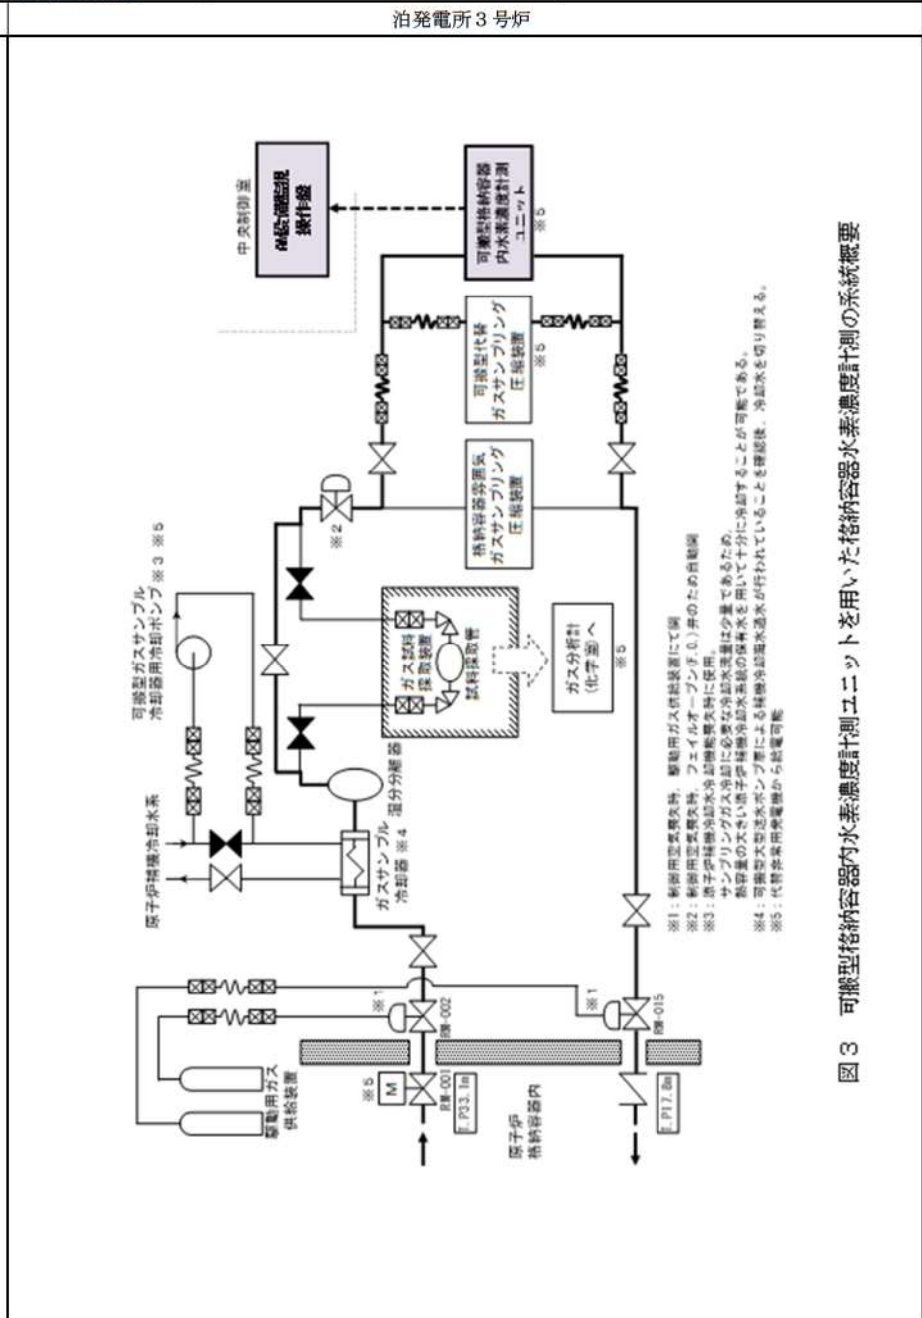 泊発電所３号炉
中央制御室
AM設備監視
操作盤
可搬型格納容器
内水素濃度計測
ユニット
※5
可搬型代替
ガスサンプリング
圧縮装置
※5
格納容器雰囲気
ガスサンプリング
圧縮装置
※2
可搬型ガスサンプル
冷却器用冷却ポンプ※3 ※5
原子炉補機冷却水系
ガス試料
採取装置
試料採取管
ガス分析計
(化学室)へ
※5
湿分分離器
ガスサンプル
冷却器※4
駆動用ガス
供給装置
※1
RM-002
※5
M
RM-001
T.P33.1m
※1
RM-015
T.P17.8m
原子炉
格納容器内
※1：制御用空気喪失時、駆動用ガス供給装置にて開
※2：制御用空気喪失時、フェイルオープン(F.O.)弁のため自動開
※3：原子炉補機冷却水冷却機能喪失時に使用。
サンプリングガス冷却に必要な冷却水流量は少量であるため、
熱容量の大きい原子炉補機冷却水系統の保有水を用いて十分に冷却することが可能である。
※4：可搬型大型送水ポンプ車による補機冷却海水通水が行われていることを確認後、冷却水を切り替える。
※5：代替非常用発電機から給電可能
図３　可搬型格納容器内水素濃度計測ユニットを用いた格納容器水素濃度計測の系統概要